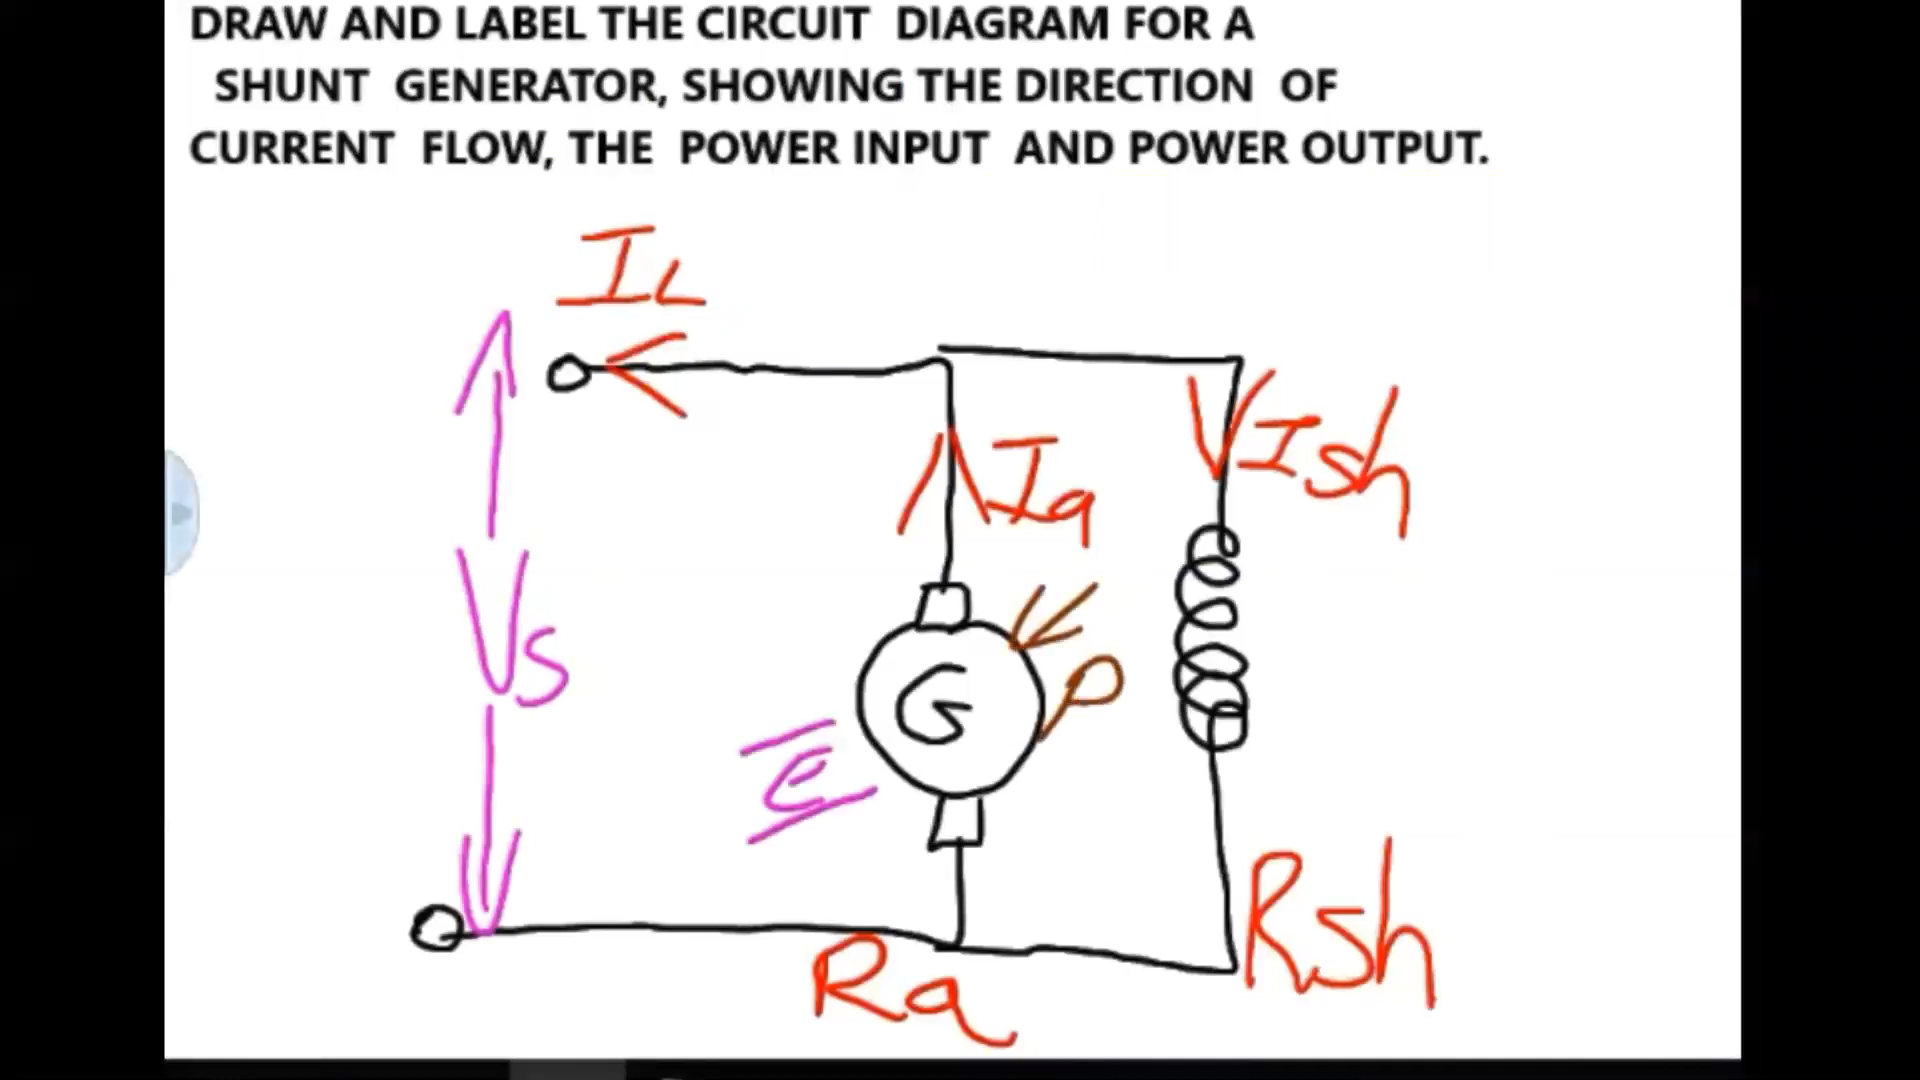 DRAW AND LABEL THE CIRCUIT DIAGRAM FOR A
SHUNT GENERATOR, SHOWING THE DIRECTION OF
CURRENT FLOW, THE POWER INPUT AND POWER OUTPUT.
IL
Ia
Ish
Vs
G
P
E
Ra
Rsh